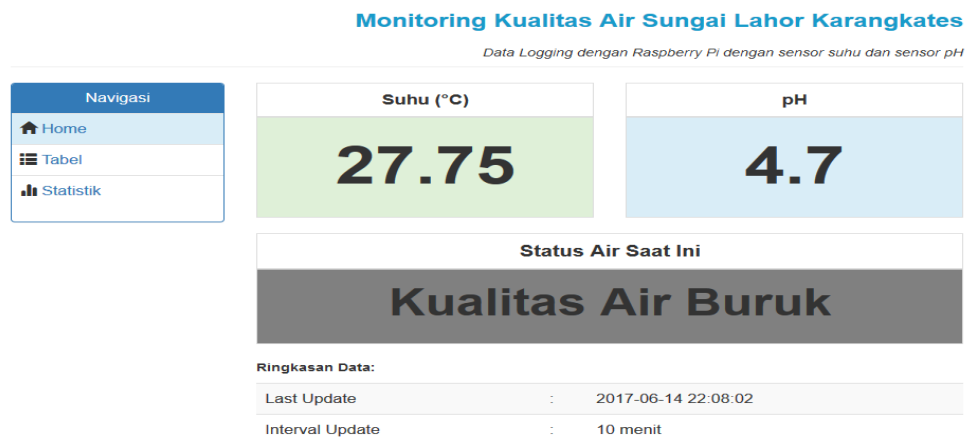 Monitoring Kualitas Air Sungai Lahor Karangkates
Data Logging dengan Raspberry Pi dengan sensor suhu dan sensor pH
Navigasi
Home
Tabel
Statistik
Suhu (°C)
27.75
pH
4.7
Status Air Saat Ini
Kualitas Air Buruk
Ringkasan Data:
Last Update : 2017-06-14 22:08:02
Interval Update : 10 menit